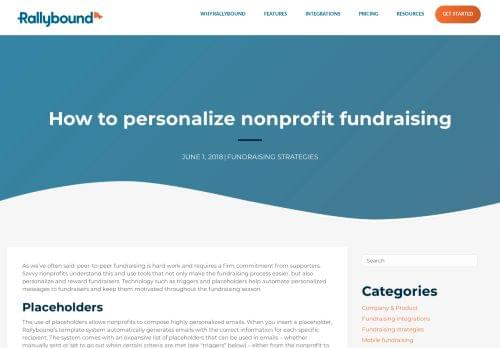 Rallybound
WHY RALLYBOUND
FEATURES
INTEGRATIONS
PRICING
RESOURCES
GET STARTED
How to personalize nonprofit fundraising
JUNE 1, 2018 | FUNDRAISING STRATEGIES
As we've often said: peer-to-peer fundraising is hard work and requires a firm commitment from supporters.
Savvy nonprofits understand this and use tools that not only make the fundraising process easier, but also
personalize and reward fundraisers. Technology such as triggers and placeholders help automate personalized
messages to fundraisers and keep them motivated throughout the fundraising season.
Placeholders
The use of placeholders allows nonprofits to compose highly personalized emails. When you insert a placeholder,
Rallybound's template system automatically generates emails with the correct information for each specific
recipient. The system comes with an expansive list of placeholders that can be used in emails – whether
manually sent or set to go out when certain criteria are met (see "triggers" below) – either from the nonprofit to
Search
Categories
Company & Product
Fundraising integrations
Fundraising strategies
Mobile fundraising